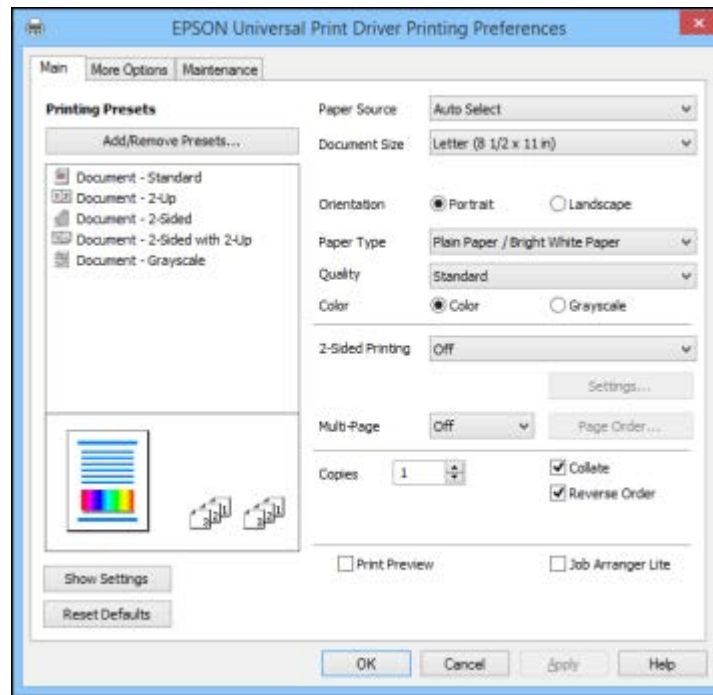 EPSON Universal Print Driver Printing Preferences
Main
More Options
Maintenance
Printing Presets
Add/Remove Presets...
Document - Standard
Document - 2-Up
Document - 2-Sided
Document - 2-Sided with 2-Up
Document - Grayscale
Show Settings
Reset Defaults
Paper Source
Auto Select
Document Size
Letter (8 1/2 x 11 in)
Orientation
Portrait
Landscape
Paper Type
Plain Paper / Bright White Paper
Quality
Standard
Color
Color
Grayscale
2-Sided Printing
Off
Settings...
Multi-Page
Off
Page Order...
Copies
1
Collate
Reverse Order
Print Preview
Job Arranger Lite
OK
Cancel
Apply
Help